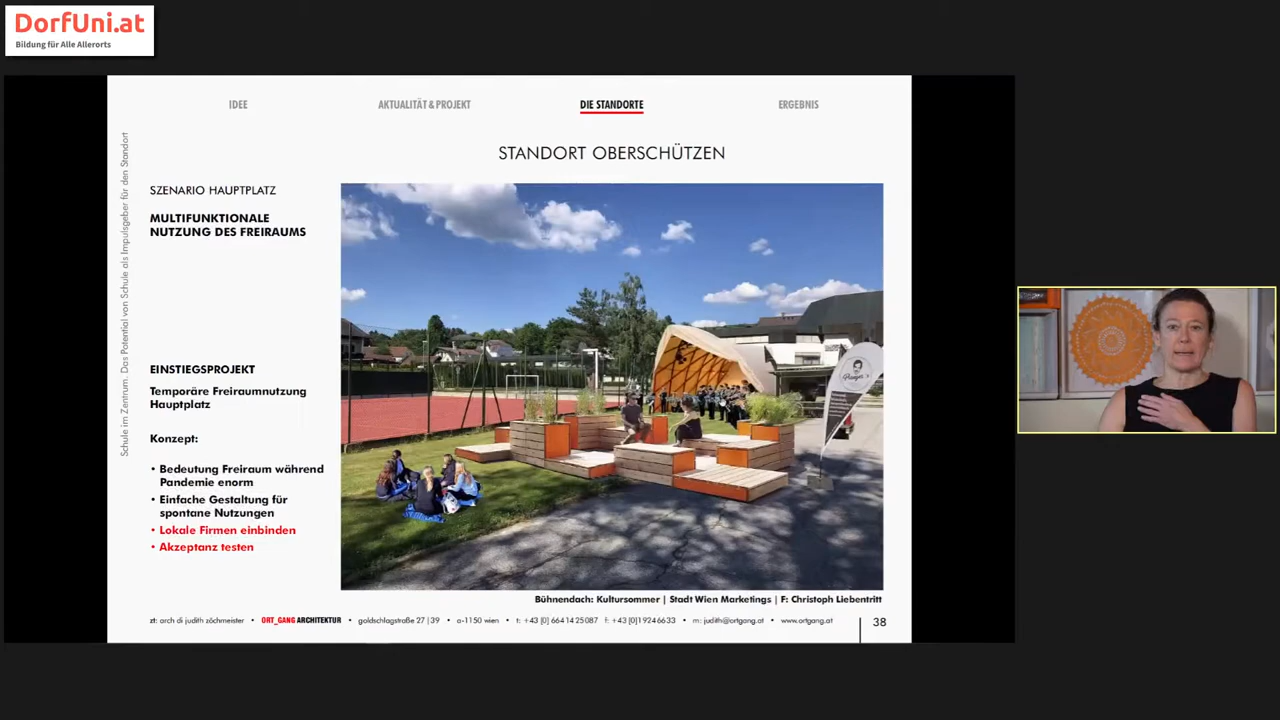 DorfUni.at
Bildung für Alle Allerorts
IDEE
AKTUALITÄT & PROJEKT
DIE STANDORTE
ERGEBNIS
Schule im Zentrum. Das Potential von Schule als Impulsgeber für den Standort
STANDORT OBERSCHÜTZEN
SZENARIO HAUPTPLATZ
MULTIFUNKTIONALE
NUTZUNG DES FREIRAUMS
EINSTIEGSPROJEKT
Temporäre Freiraumnutzung
Hauptplatz
Konzept:
• Bedeutung Freiraum während
Pandemie enorm
• Einfache Gestaltung für
spontane Nutzungen
• Lokale Firmen einbinden
• Akzeptanz testen
Bühnendach: Kultursommer | Stadt Wien Marketings | F: Christoph Liebentritt
zt: arch di judith zöchmeister • ORT_GANG ARCHITEKTUR • goldschlagstraße 27 | 39 • a-1150 wien • t: +43 [0] 664 14 25 087 f: +43 [0]1 924 66 33 • m: judith@ortgang.at • www.ortgang.at
38